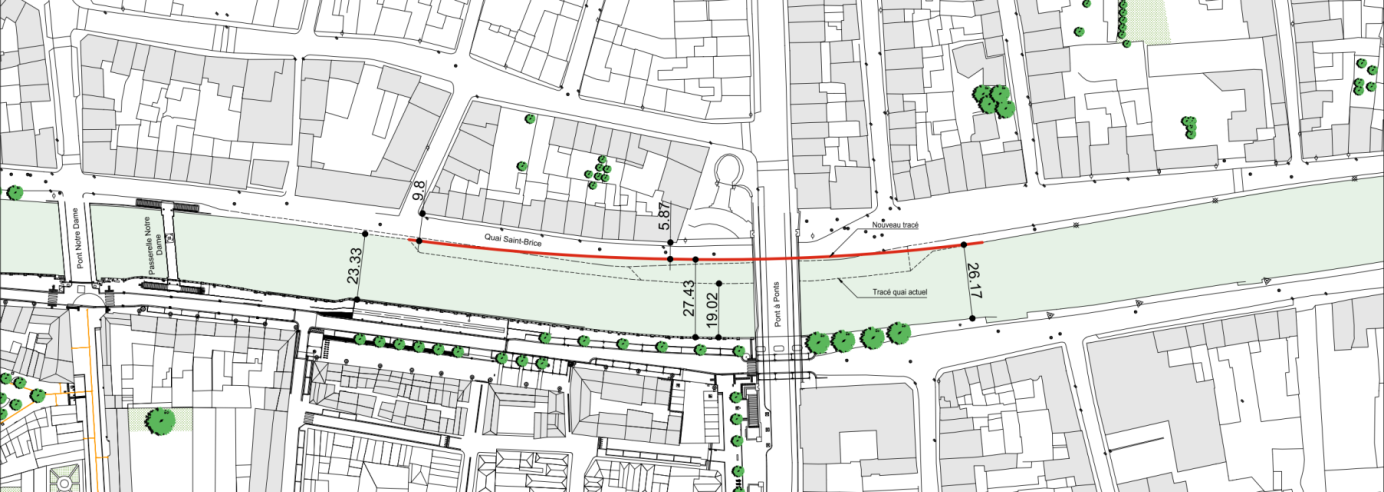 Pont Notre Dame
Passerelle Notre
Dame
23.33
9.8
Quai Saint-Brice
5.87
27.43
19.02
Pont à Ponts
Nouveau tracé
Tracé quai actuel
26.17